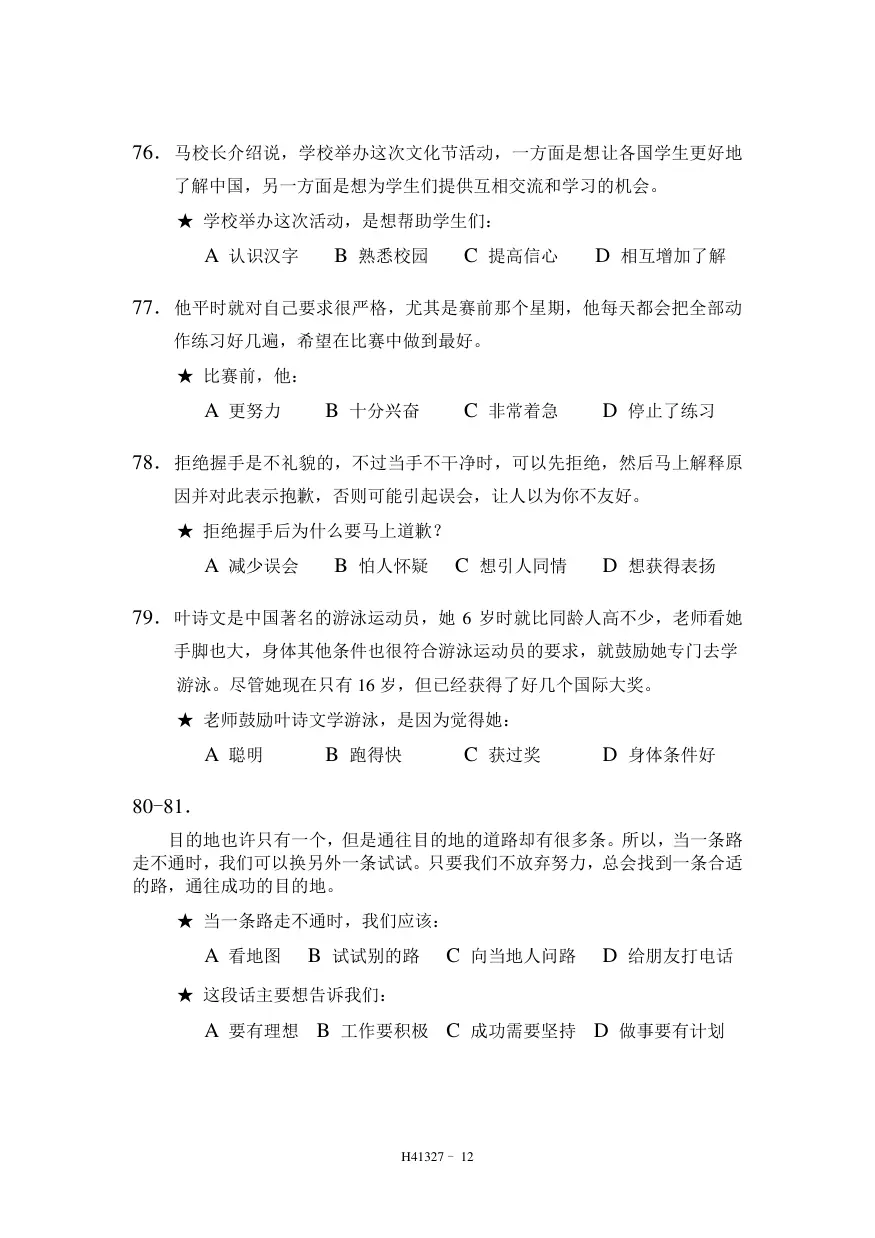 76．马校长介绍说，学校举办这次文化节活动，一方面是想让各国学生更好地
了解中国，另一方面是想为学生们提供互相交流和学习的机会。
★ 学校举办这次活动，是想帮助学生们：
A 认识汉字 B 熟悉校园 C 提高信心 D 相互增加了解
77．他平时就对自己要求很严格，尤其是赛前那个星期，他每天都会把全部动
作练习好几遍，希望在比赛中做到最好。
★ 比赛前，他：
A 更努力 B 十分兴奋 C 非常着急 D 停止了练习
78．拒绝握手是不礼貌的，不过当手不干净时，可以先拒绝，然后马上解释原
因并对此表示抱歉，否则可能引起误会，让人以为你不友好。
★ 拒绝握手后为什么要马上道歉？
A 减少误会 B 怕人怀疑 C 想引人同情 D 想获得表扬
79．叶诗文是中国著名的游泳运动员，她 6 岁时就比同龄人高不少，老师看她
手脚也大，身体其他条件也很符合游泳运动员的要求，就鼓励她专门去学
游泳。尽管她现在只有 16 岁，但已经获得了好几个国际大奖。
★ 老师鼓励叶诗文学游泳，是因为觉得她：
A 聪明 B 跑得快 C 获过奖 D 身体条件好
80-81．
目的地也许只有一个，但是通往目的地的道路却有很多条。所以，当一条路
走不通时，我们可以换另外一条试试。只要我们不放弃努力，总会找到一条合适
的路，通往成功的目的地。
★ 当一条路走不通时，我们应该：
A 看地图 B 试试别的路 C 向当地人问路 D 给朋友打电话
★ 这段话主要想告诉我们：
A 要有理想 B 工作要积极 C 成功需要坚持 D 做事要有计划
H41327- 12